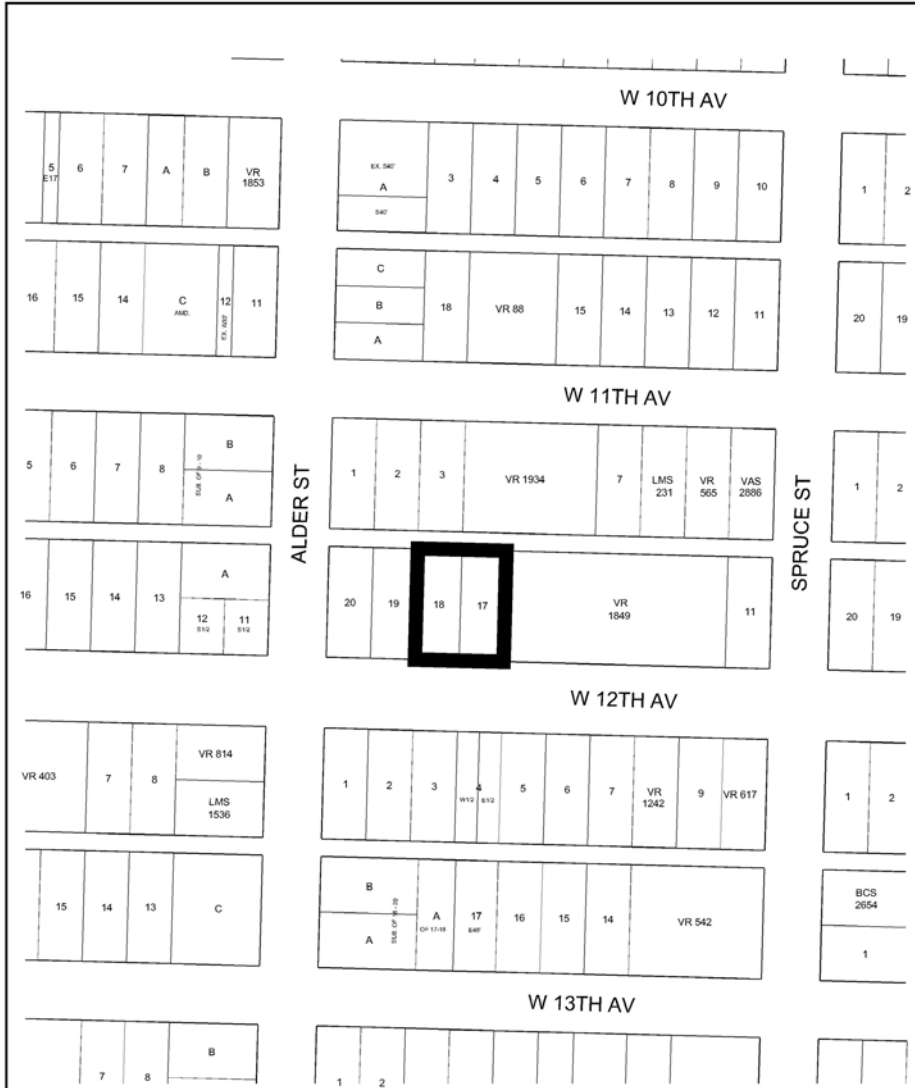 W 10TH AV
5
E17'
6
7
A
B
VR
1853
EX. S40'
A
S40'
3
4
5
6
7
8
9
10
1
2
16
15
14
C
AMD.
12
11
C
B
A
18
VR 88
15
14
13
12
11
20
19
W 11TH AV
5
6
7
8
B
A
ALDER ST
1
2
3
VR 1934
7
LMS
231
VR
565
VAS
2886
SPRUCE ST
1
2
16
15
14
13
A
12
S1/2
11
S1/2
20
19
18
17
VR
1849
11
20
19
W 12TH AV
VR 403
7
8
VR 814
LMS
1536
1
2
3
4
W1/2
E1/2
5
6
7
VR
1242
9
VR 617
1
2
15
14
13
C
B
A
A
OF 17-18
17
16
15
14
VR 542
BCS
2654
1
W 13TH AV
7
8
B
1
2